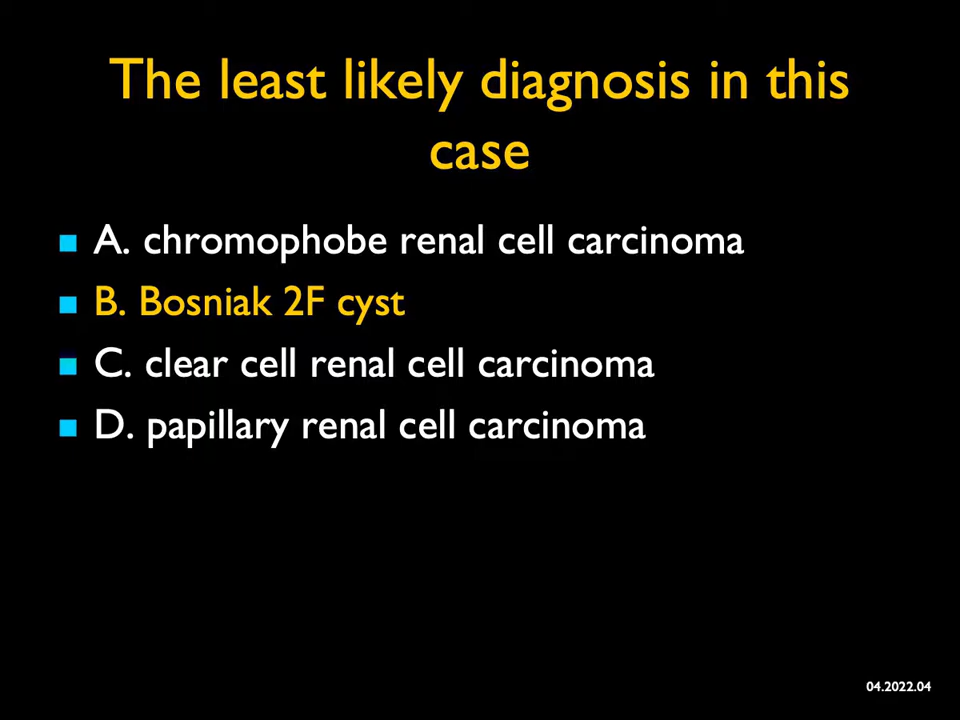 The least likely diagnosis in this
case
A. chromophobe renal cell carcinoma
B. Bosniak 2F cyst
C. clear cell renal cell carcinoma
D. papillary renal cell carcinoma
04.2022.04